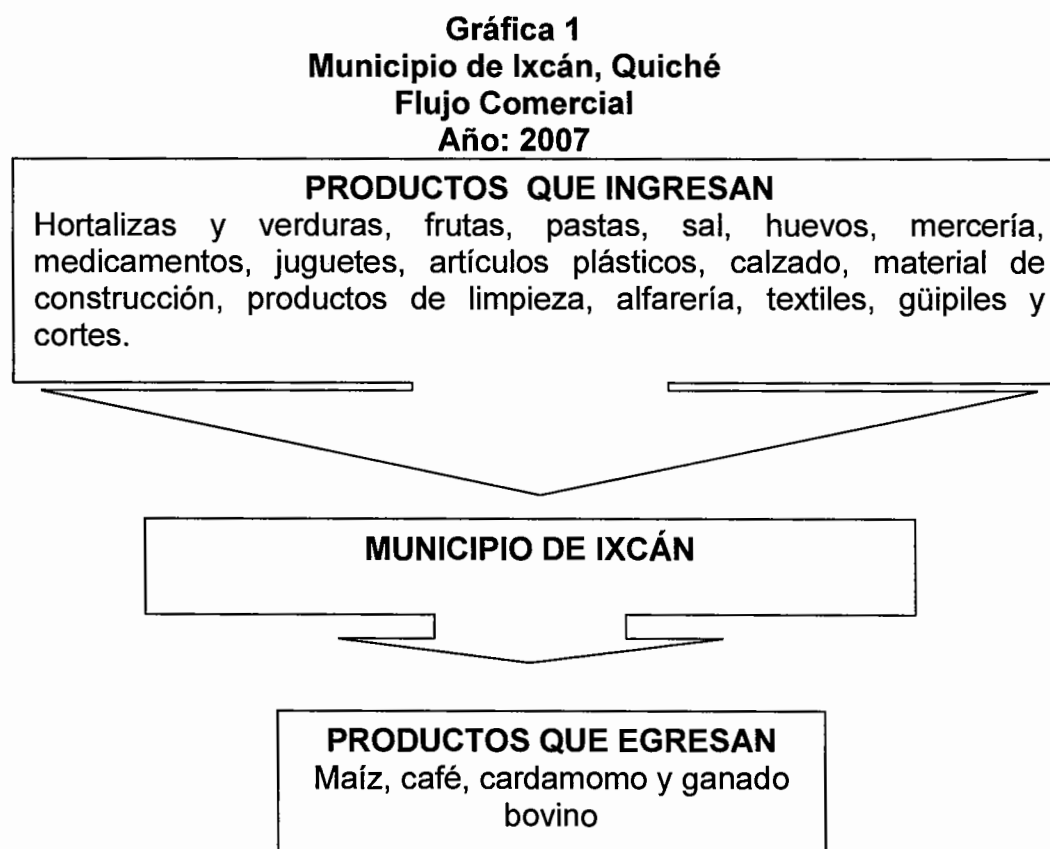 Gráfica 1
Municipio de Ixcán, Quiché
Flujo Comercial
Año: 2007
PRODUCTOS QUE INGRESAN
Hortalizas y verduras, frutas, pastas, sal, huevos, mercería,
medicamentos, juguetes, artículos plásticos, calzado, material de
construcción, productos de limpieza, alfarería, textiles, güipiles y
cortes.
MUNICIPIO DE IXCÁN
PRODUCTOS QUE EGRESAN
Maíz, café, cardamomo y ganado
bovino